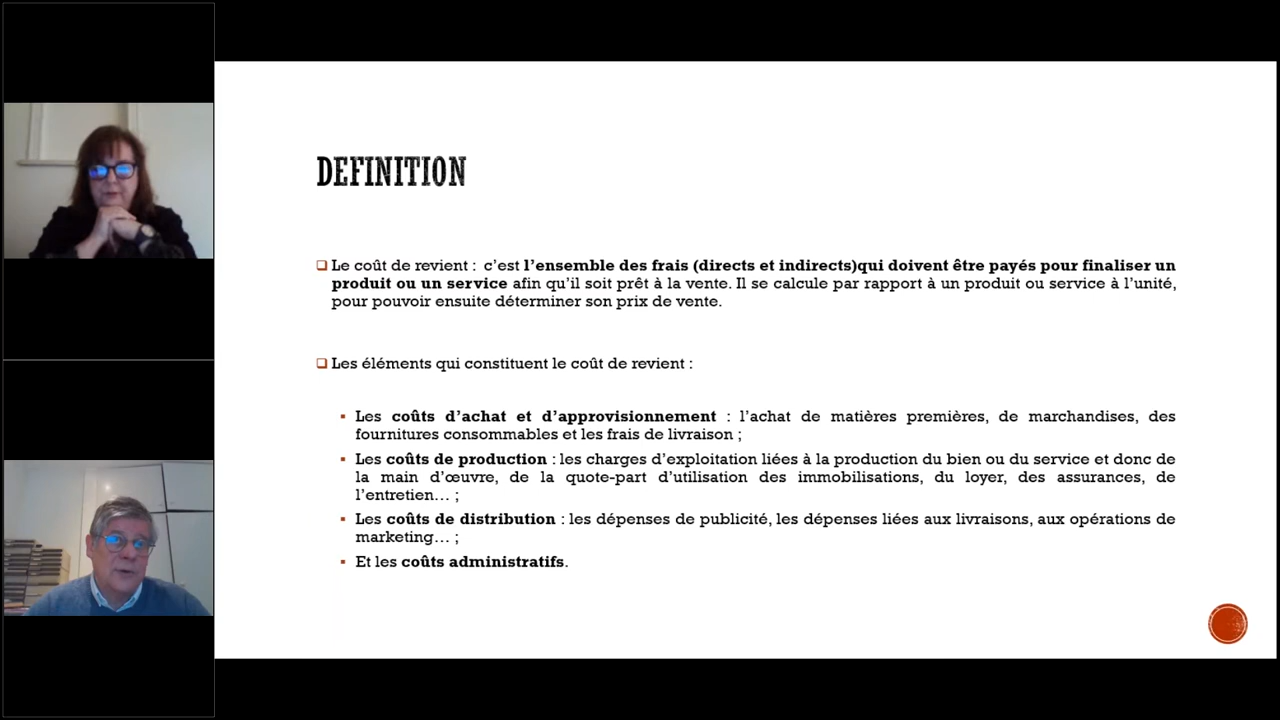 DEFINITION
Le coût de revient : c’est l’ensemble des frais (directs et indirects)qui doivent être payés pour finaliser un
produit ou un service afin qu’il soit prêt à la vente. Il se calcule par rapport à un produit ou service à l’unité,
pour pouvoir ensuite déterminer son prix de vente.
Les éléments qui constituent le coût de revient :
Les coûts d’achat et d’approvisionnement : l’achat de matières premières, de marchandises, des
fournitures consommables et les frais de livraison ;
Les coûts de production : les charges d’exploitation liées à la production du bien ou du service et donc de
la main d’œuvre, de la quote-part d’utilisation des immobilisations, du loyer, des assurances, de
l’entretien… ;
Les coûts de distribution : les dépenses de publicité, les dépenses liées aux livraisons, aux opérations de
marketing… ;
Et les coûts administratifs.